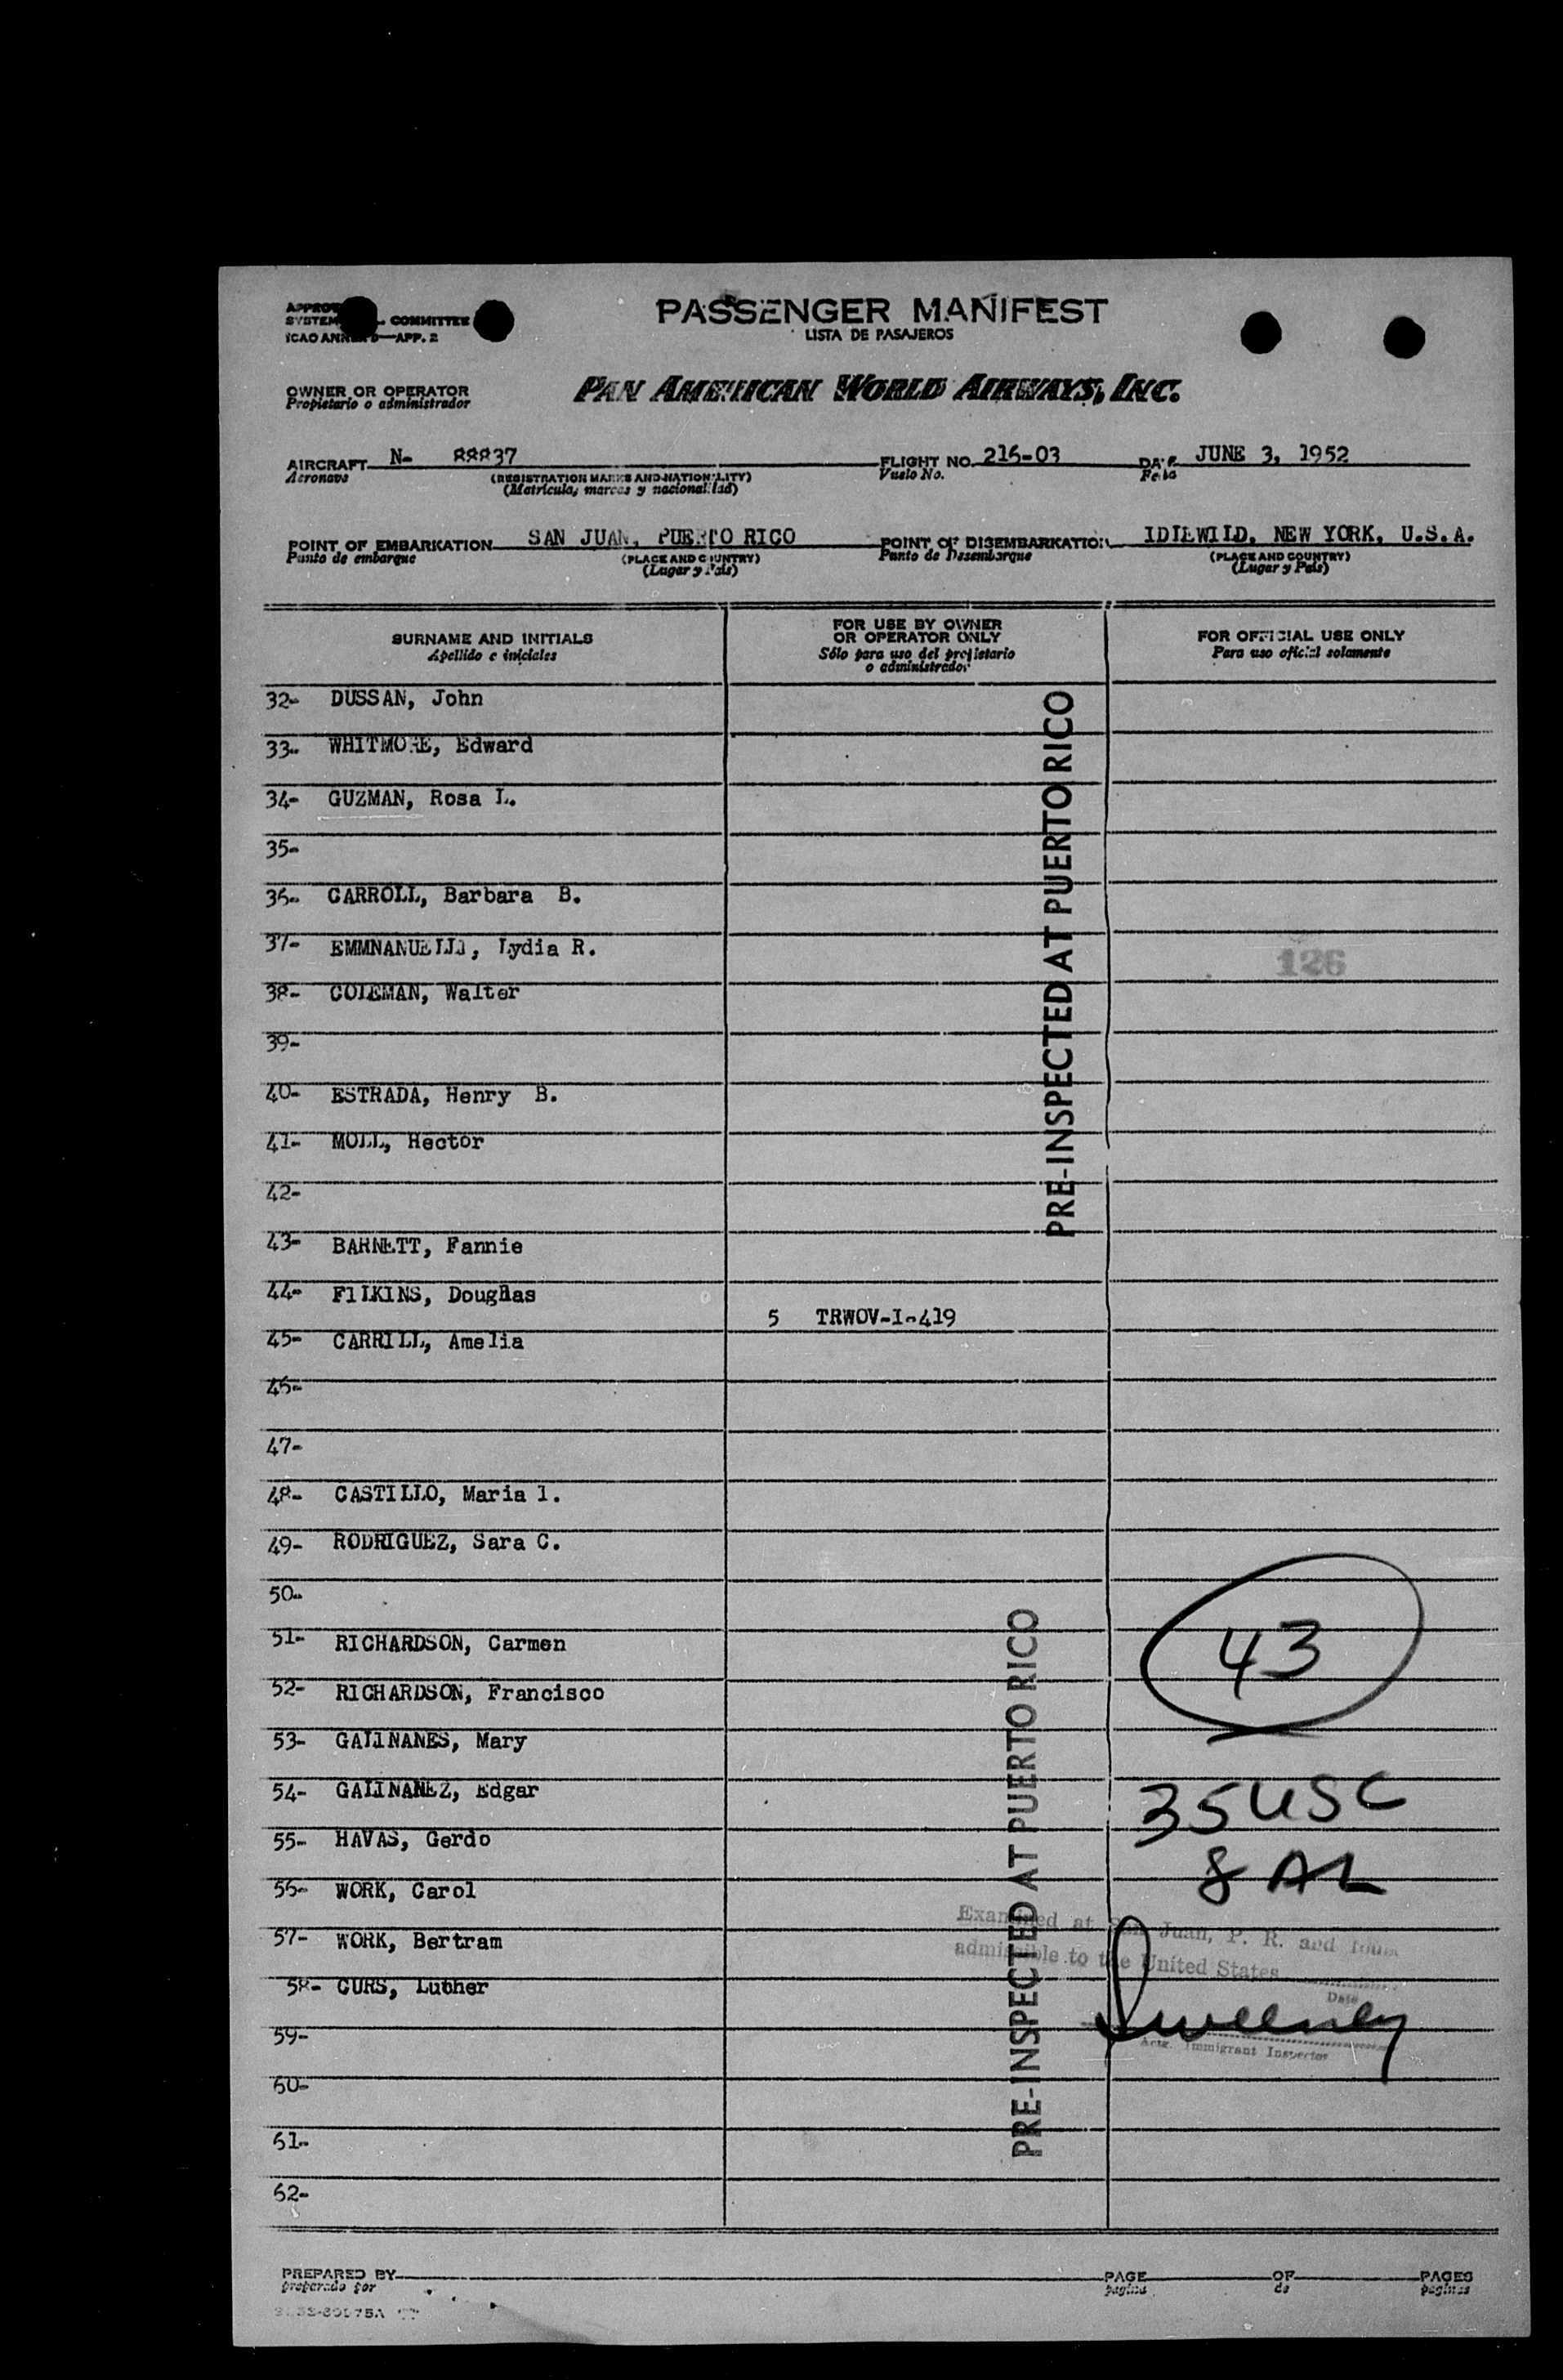 PASSENGER MANIFEST
LISTA DE PASAJEROS
COMMITTEE
APP. 2
OWNER OR OPERATOR
Propietario o administrador
PAN AMERICAN WORLD AIRWAYS, INC.
AIRCRAFT N- 88837 FLIGHT NO. 216-03 DATE JUNE 3, 1952
Aeronave (REGISTRATION MARKS AND NATIONALITY) Vuelo No. Fecha
(Matrícula, marcas y nacionalidad)
POINT OF EMBARKATION SAN JUAN, PUERTO RICO POINT OF DISEMBARKATION IDILWILD, NEW YORK, U.S.A.
Punto de embarque (PLACE AND COUNTRY) Punto de Desembarque (PLACE AND COUNTRY)
(Lugar y País) (Lugar y País)
SURNAME AND INITIALS
Apellido e iniciales
FOR USE BY OWNER
OR OPERATOR ONLY
Sólo para uso del propietario
o administrador
FOR OFFICIAL USE ONLY
Para uso oficial solamente
32- DUSSAN, John
33- WHITMORE, Edward
34- GUZMAN, Rosa L.
35-
36- CARROLL, Barbara B.
37- EMMNANUELLI, Lydia R.
126
38- COLEMAN, Walter
39-
40- ESTRADA, Henry B.
41- MOLL, Hector
42-
43- BARNETT, Fannie
44- FILKINS, Douglas
5 TRWOV-I-419
45- CARRILL, Amelia
46-
47-
48- CASTILLO, Maria I.
49- RODRIGUEZ, Sara C.
50-
51- RICHARDSON, Carmen
43
52- RICHARDSON, Francisco
53- GALINANES, Mary
54- GALINANEZ, Edgar
35 USC
55- HAVAS, Gerdo
56- WORK, Carol
8 AL
57- WORK, Bertram
58- CURS, Luther
59-
60-
61-
62-
PRE-INSPECTED AT PUERTO RICO
PRE-INSPECTED AT PUERTO RICO
Examined at San Juan, P. R. and
admissible to the United States
Date
Sweeney
Actg. Immigrant Inspector
PREPARED BY PAGE OF PAGES
preparado por página de páginas